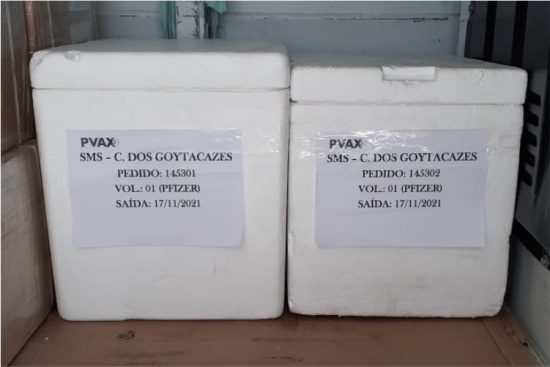 PVAX
SMS – C. DOS GOYTACAZES
PEDIDO: 145301
VOL.: 01 (PFIZER)
SAÍDA: 17/11/2021
PVAX
SMS – C. DOS GOYTACAZES
PEDIDO: 145302
VOL.: 01 (PFIZER)
SAÍDA: 17/11/2021